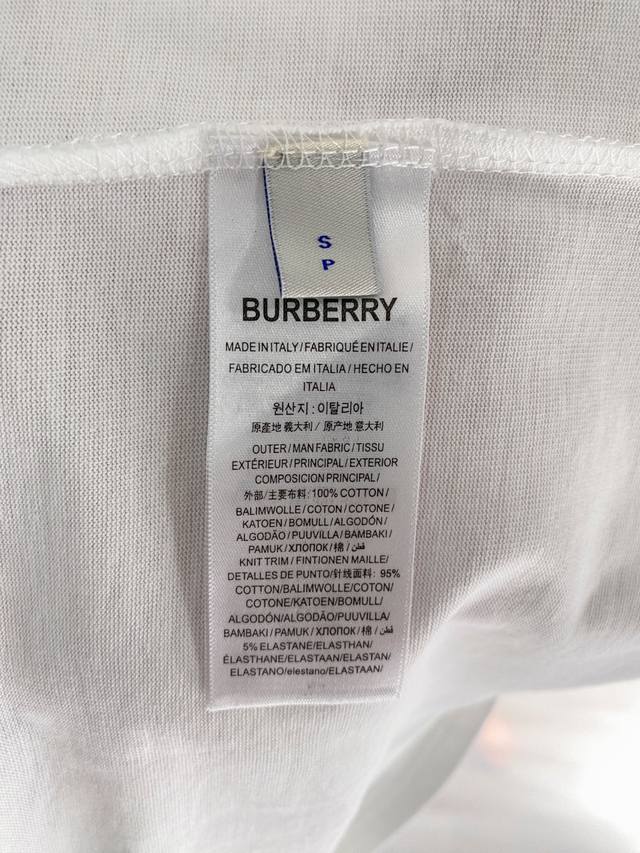 S
P
BURBERRY
MADE IN ITALY / FABRIQUÉ EN ITALIE /
FABRICADO EM ITALIA / HECHO EN
ITALIA
원산지 : 이탈리아
原產地 義大利 / 原产地 意大利
OUTER / MAN FABRIC / TISSU
EXTÉRIEUR / PRINCIPAL / EXTERIOR
COMPOSICION PRINCIPAL /
外部/主要布料: 100% COTTON /
BALIMWOLLE / COTON / COTONE /
KATOEN / BOMULL / ALGODÓN /
ALGODÃO / PUUVILLA / BAMBAKI /
PAMUK / ХЛОПОК / 棉 / قطن /
KNIT TRIM / FINTIONEN MAILLE /
DETALLES DE PUNTO/针线面料: 95%
COTTON/BALIMWOLLE/COTON/
COTONE/KATOEN/BOMULL/
ALGODÓN/ALGODÃO/PUUVILLA/
BAMBAKI / PAMUK / ХЛОПОК / 棉 / قطن /
5% ELASTANE/ELASTHAN/
ÉLASTHANE/ELASTAAN/ELASTAN/
ELASTANO/elestano/ELASTAAN/